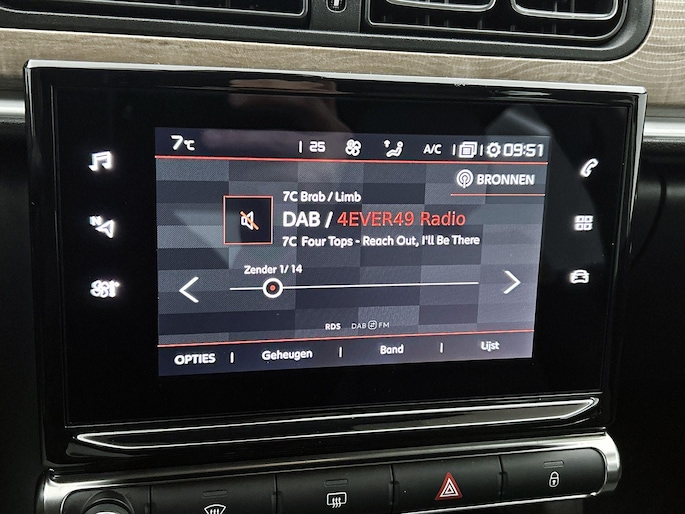 7°C 25 A/C 09:51
BRONNEN
7C Brab / Limb
DAB / 4EVER49 Radio
7C Four Tops - Reach Out, I'll Be There
Zender 1/14
RDS DAB FM
OPTIES Geheugen Band Lijst